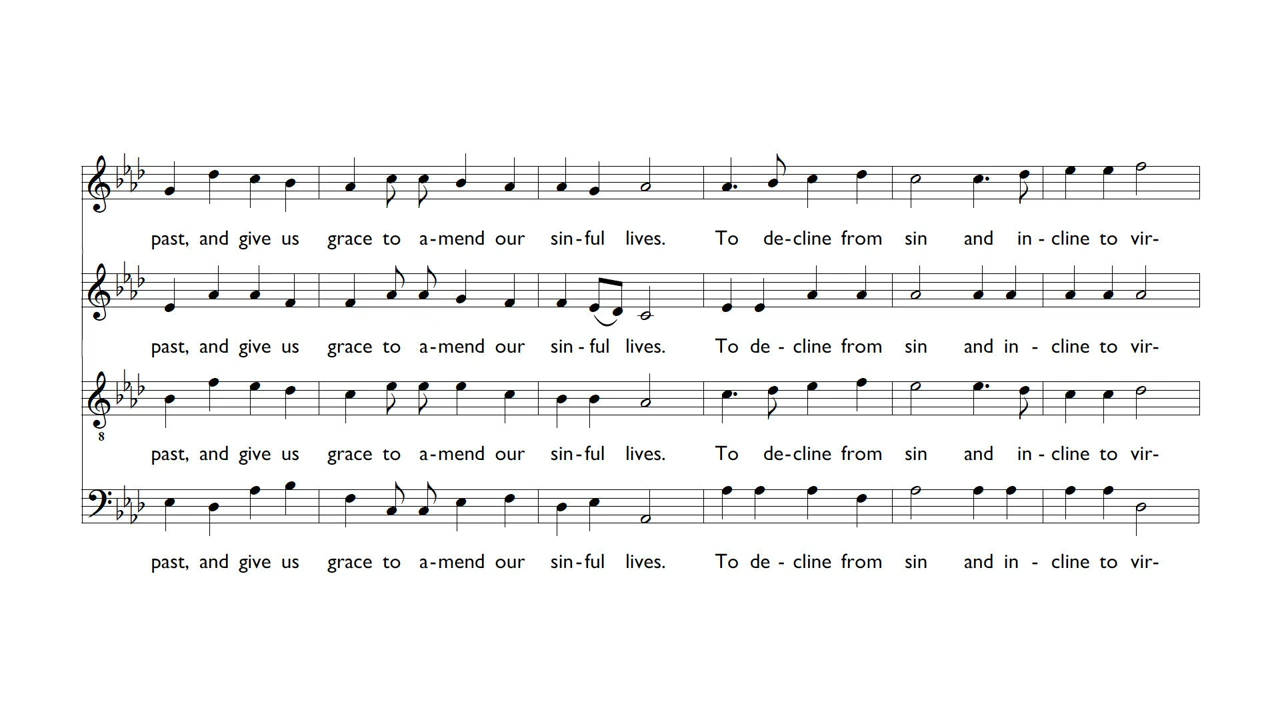 past, and give us grace to a-mend our sin-ful lives. To de-cline from sin and in - cline to vir-
past, and give us grace to a-mend our sin - ful lives. To de - cline from sin and in - cline to vir-
8
past, and give us grace to a-mend our sin-ful lives. To de-cline from sin and in - cline to vir-
past, and give us grace to a-mend our sin-ful lives. To de - cline from sin and in - cline to vir-